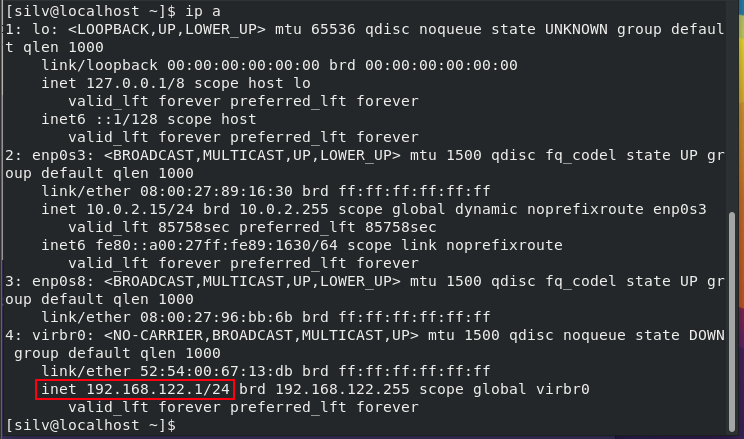 [silv@localhost ~]$ ip a
1: lo: <LOOPBACK,UP,LOWER_UP> mtu 65536 qdisc noqueue state UNKNOWN group defaul
t qlen 1000
    link/loopback 00:00:00:00:00:00 brd 00:00:00:00:00:00
    inet 127.0.0.1/8 scope host lo
       valid_lft forever preferred_lft forever
    inet6 ::1/128 scope host
       valid_lft forever preferred_lft forever
2: enp0s3: <BROADCAST,MULTICAST,UP,LOWER_UP> mtu 1500 qdisc fq_codel state UP gr
oup default qlen 1000
    link/ether 08:00:27:89:16:30 brd ff:ff:ff:ff:ff:ff
    inet 10.0.2.15/24 brd 10.0.2.255 scope global dynamic noprefixroute enp0s3
       valid_lft 85758sec preferred_lft 85758sec
    inet6 fe80::a00:27ff:fe89:1630/64 scope link noprefixroute
       valid_lft forever preferred_lft forever
3: enp0s8: <BROADCAST,MULTICAST,UP,LOWER_UP> mtu 1500 qdisc fq_codel state UP gr
oup default qlen 1000
    link/ether 08:00:27:96:bb:6b brd ff:ff:ff:ff:ff:ff
4: virbr0: <NO-CARRIER,BROADCAST,MULTICAST,UP> mtu 1500 qdisc noqueue state DOWN
 group default qlen 1000
    link/ether 52:54:00:67:13:db brd ff:ff:ff:ff:ff:ff
    inet 192.168.122.1/24 brd 192.168.122.255 scope global virbr0
       valid_lft forever preferred_lft forever
[silv@localhost ~]$